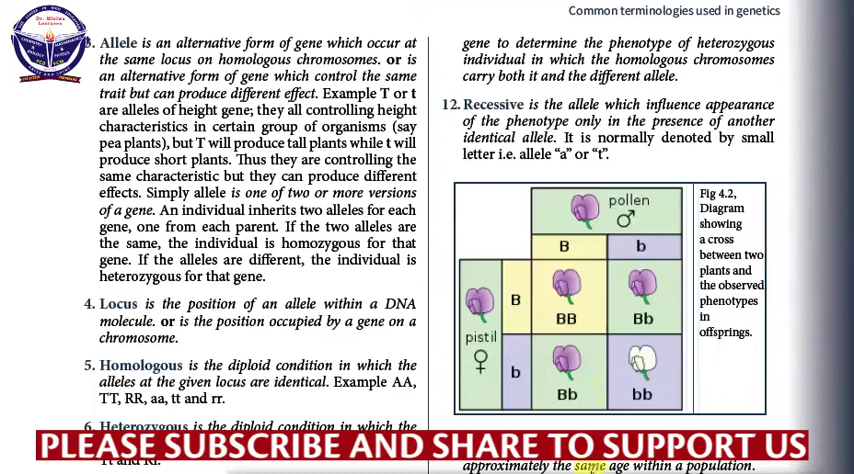 Common terminologies used in genetics
Dr. Mlelwa
Lectures
3. Allele is an alternative form of gene which occur at
the same locus on homologous chromosomes. or is
an alternative form of gene which control the same
trait but can produce different effect. Example T or t
are alleles of height gene; they all controlling height
characteristics in certain group of organisms (say
pea plants), but T will produce tall plants while t will
produce short plants. Thus they are controlling the
same characteristic but they can produce different
effects. Simply allele is one of two or more versions
of a gene. An individual inherits two alleles for each
gene, one from each parent. If the two alleles are
the same, the individual is homozygous for that
gene. If the alleles are different, the individual is
heterozygous for that gene.
4. Locus is the position of an allele within a DNA
molecule. or is the position occupied by a gene on a
chromosome.
5. Homologous is the diploid condition in which the
alleles at the given locus are identical. Example AA,
TT, RR, aa, tt and rr.
6. Heterozygous is the diploid condition in which the
gene to determine the phenotype of heterozygous
individual in which the homologous chromosomes
carry both it and the different allele.
12. Recessive is the allele which influence appearance
of the phenotype only in the presence of another
identical allele. It is normally denoted by small
letter i.e. allele “a” or “t”.
pollen
♂
B b
B
BB Bb
pistil
♀
b
Bb bb
Fig 4.2,
Diagram
showing
a cross
between two
plants and
the observed
phenotypes
in
offsprings.
PLEASE SUBSCRIBE AND SHARE TO SUPPORT US
approximately the same age within a population.